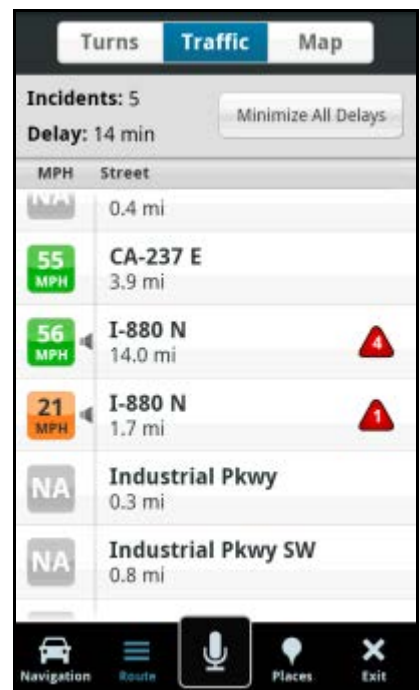 Turns Traffic Map
Incidents: 5
Delay: 14 min
Minimize All Delays
MPH Street
NA
0.4 mi
55
MPH
CA-237 E
3.9 mi
56
MPH
I-880 N
14.0 mi
4
21
MPH
I-880 N
1.7 mi
1
NA
Industrial Pkwy
0.3 mi
NA
Industrial Pkwy SW
0.8 mi
Navigation Route Places Exit